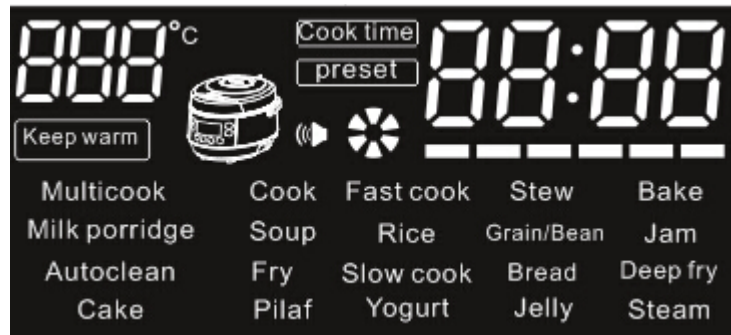 888°C
Cook time
preset
88:88
Keep warm
Multicook Cook Fast cook Stew Bake
Milk porridge Soup Rice Grain/Bean Jam
Autoclean Fry Slow cook Bread Deep fry
Cake Pilaf Yogurt Jelly Steam